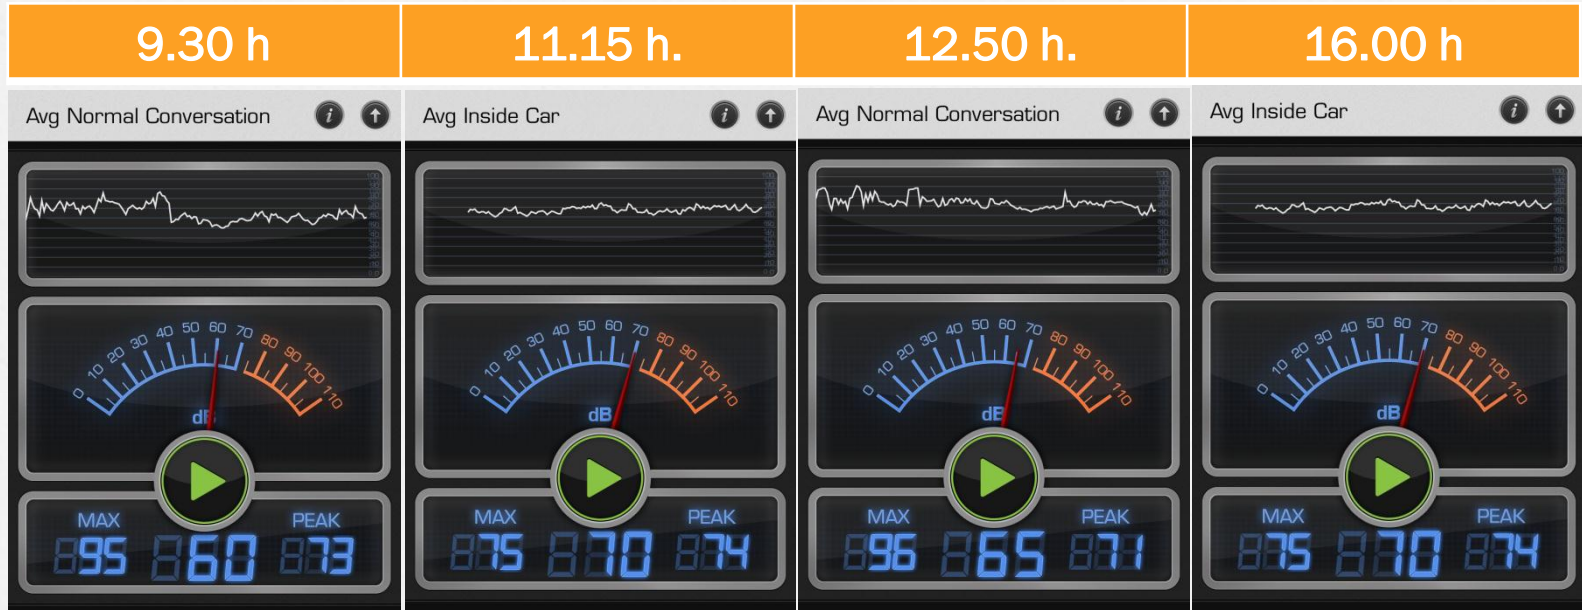 9.30 h
11.15 h.
12.50 h.
16.00 h
Avg Normal Conversation
Avg Inside Car
Avg Normal Conversation
Avg Inside Car
0 10 20 30 40 50 60 70 80 90 100 110
dB
0 10 20 30 40 50 60 70 80 90 100 110
dB
0 10 20 30 40 50 60 70 80 90 100 110
dB
0 10 20 30 40 50 60 70 80 90 100 110
dB
MAX PEAK
95 60 73
MAX PEAK
75 70 74
MAX PEAK
96 65 71
MAX PEAK
75 70 74